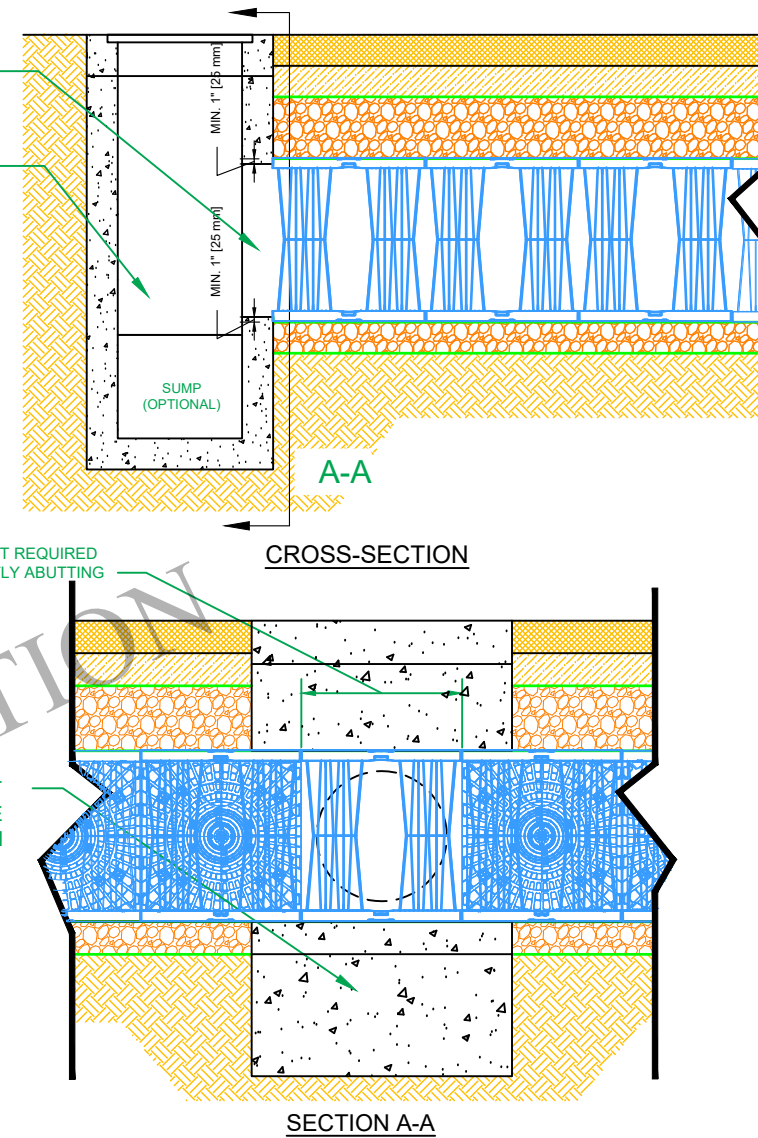 MIN. 1" [25 mm]
MIN. 1" [25 mm]
SUMP
(OPTIONAL)
A-A
CROSS-SECTION
T REQUIRED
LY ABUTTING
TION
SECTION A-A